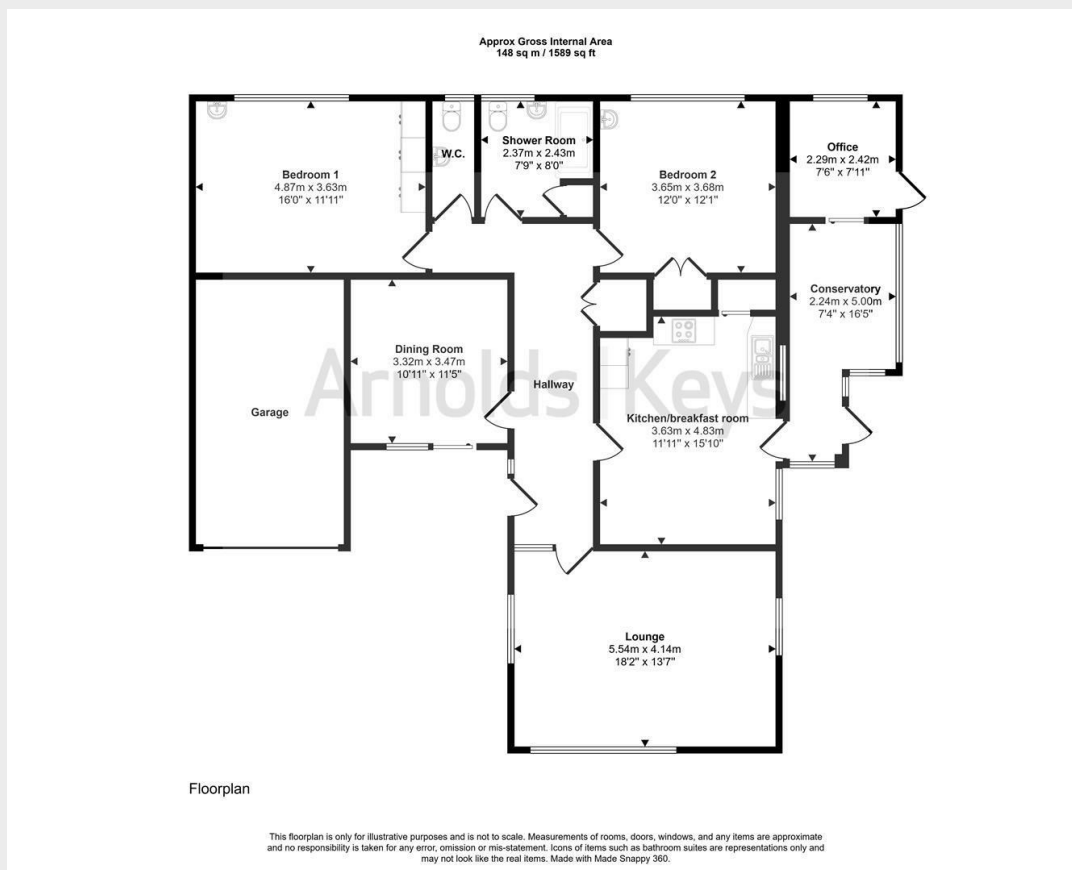 Approx Gross Internal Area
148 sq m / 1589 sq ft
Bedroom 1
4.87m x 3.63m
16'0" x 11'11"
W.C.
Shower Room
2.37m x 2.43m
7'9" x 8'0"
Bedroom 2
3.65m x 3.68m
12'0" x 12'1"
Office
2.29m x 2.42m
7'6" x 7'11"
Conservatory
2.24m x 5.00m
7'4" x 16'5"
Dining Room
3.32m x 3.47m
10'11" x 11'5"
Arnolds|Keys
Hallway
Garage
Kitchen/breakfast room
3.63m x 4.83m
11'11" x 15'10"
Lounge
5.54m x 4.14m
18'2" x 13'7"
Floorplan
This floorplan is only for illustrative purposes and is not to scale. Measurements of rooms, doors, windows, and any items are approximate
and no responsibility is taken for any error, omission or mis-statement. Icons of items such as bathroom suites are representations only and
may not look like the real items. Made with Made Snappy 360.